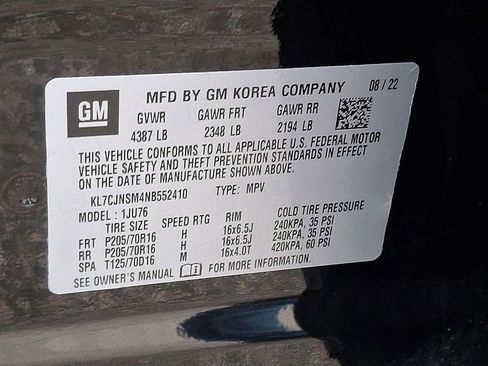 GM MFD BY GM KOREA COMPANY 08/22
GVWR GAWR FRT GAWR RR
4387 LB 2348 LB 2194 LB
THIS VEHICLE CONFORMS TO ALL APPLICABLE U.S. FEDERAL MOTOR
VEHICLE SAFETY AND THEFT PREVENTION STANDARDS IN EFFECT
ON THE DATE OF MANUFACTURE SHOWN ABOVE.
KL7CJNSM4NB552410 TYPE: MPV
MODEL: 1JU76
TIRE SIZE SPEED RTG RIM COLD TIRE PRESSURE
FRT P205/70R16 H 16x6.5J 240KPA, 35 PSI
RR P205/70R16 H 16x6.5J 240KPA, 35 PSI
SPA T125/70D16 M 16x4.0T 420KPA, 60 PSI
SEE OWNER'S MANUAL FOR MORE INFORMATION.